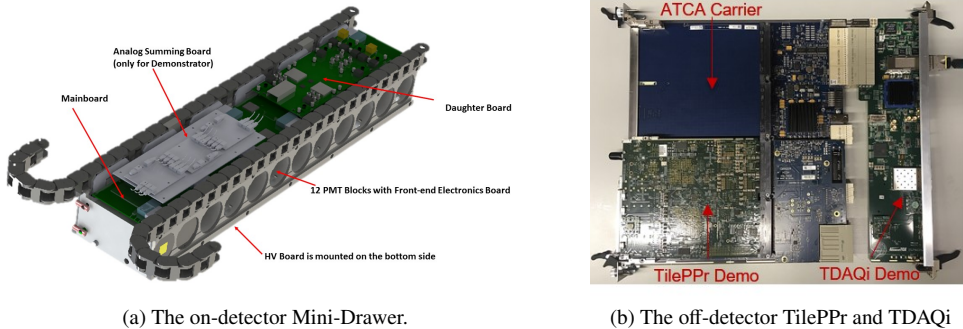 Analog Summing Board
(only for Demonstrator)
Mainboard
Daughter Board
12 PMT Blocks with Front-end Electronics Board
HV Board is mounted on the bottom side
ATCA Carrier
TilePPr Demo
TDAQi Demo
(a) The on-detector Mini-Drawer.
(b) The off-detector TilePPr and TDAQi